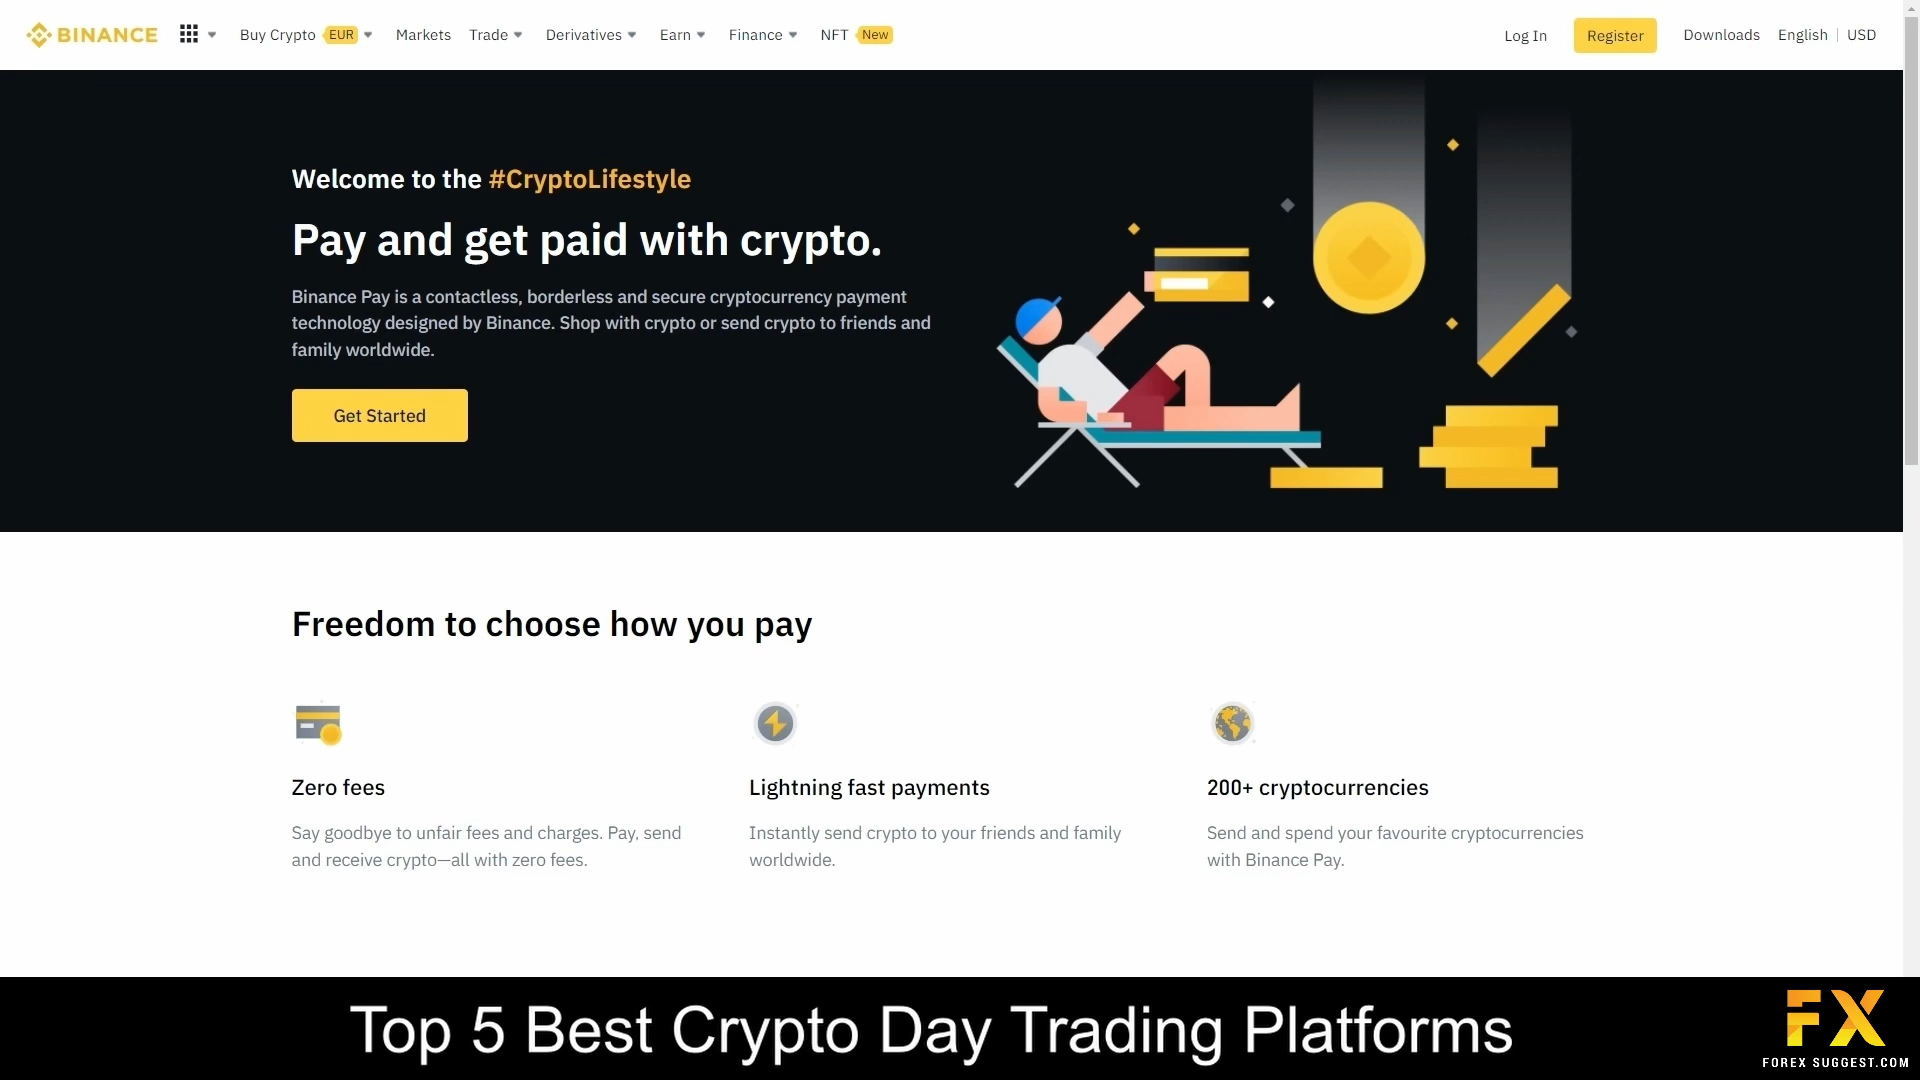 BINANCE Buy Crypto EUR Markets Trade Derivatives Earn Finance NFT New Log In Register Downloads English USD
Welcome to the #CryptoLifestyle
Pay and get paid with crypto.
Binance Pay is a contactless, borderless and secure cryptocurrency payment
technology designed by Binance. Shop with crypto or send crypto to friends and
family worldwide.
Get Started
Freedom to choose how you pay
Zero fees
Say goodbye to unfair fees and charges. Pay, send
and receive crypto—all with zero fees.
Lightning fast payments
Instantly send crypto to your friends and family
worldwide.
200+ cryptocurrencies
Send and spend your favourite cryptocurrencies
with Binance Pay.
Top 5 Best Crypto Day Trading Platforms
FX
FOREX SUGGEST.COM